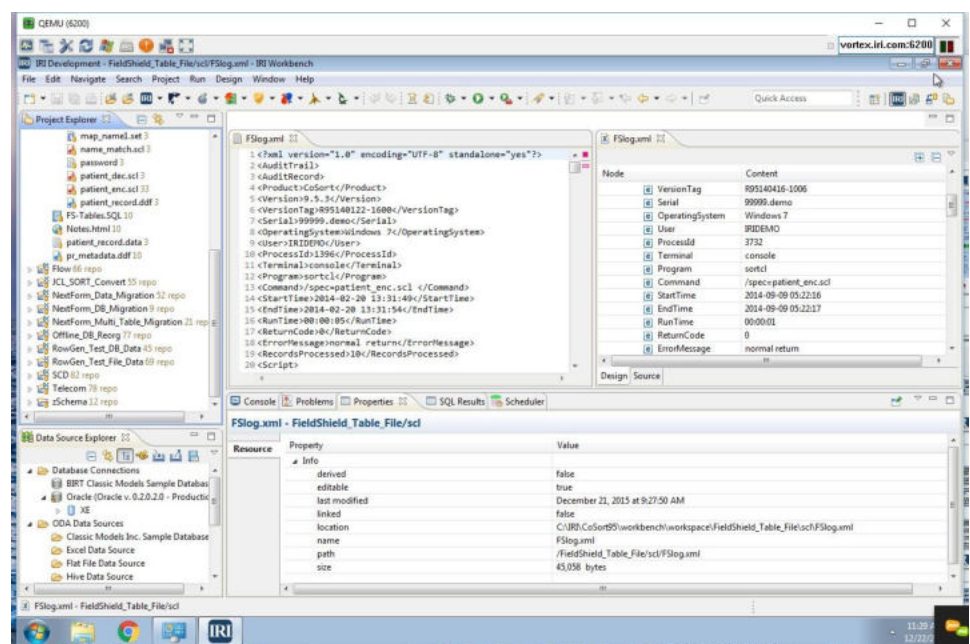 QEMU (6200)
vortex.iri.com:6200
IRI Development - FieldShield_Table_File/scl/FSlog.xml - IRI Workbench
File Edit Navigate Search Project Run Design Window Help
Quick Access
Project Explorer
map_name1.set 3
name_match.scl 3
password 3
patient_dec.scl 3
patient_enc.scl 33
patient_record.ddf 3
FS-Tables.SQL 10
Notes.html 10
patient_record.data 3
pr_metadata.ddf 10
Flow 66 repo
JCL_SORT_Convert 55 repo
NextForm_Data_Migration 52 repo
NextForm_DB_Migration 9 repo
NextForm_Multi_Table_Migration 21 rep
Offline_DB_Reorg 77 repo
RowGen_Test_DB_Data 45 repo
RowGen_Test_File_Data 69 repo
SCD 82 repo
Telecom 78 repo
zSchema 12 repo
FSlog.xml
1 <?xml version="1.0" encoding="UTF-8" standalone="yes"?>
2 <AuditTrail>
3 <AuditRecord>
4 <Product>CoSort</Product>
5 <Version>9.5.3</Version>
6 <VersionTag>R95140122-1600</VersionTag>
7 <Serial>99999.demo</Serial>
8 <OperatingSystem>Windows 7</OperatingSystem>
9 <User>IRIDEMO</User>
10 <ProcessId>1396</ProcessId>
11 <Terminal>console</Terminal>
12 <Program>sortcl</Program>
13 <Command>/spec=patient_enc.scl </Command>
14 <StartTime>2014-02-20 13:31:49</StartTime>
15 <EndTime>2014-02-20 13:31:54</EndTime>
16 <RunTime>00:00:05</RunTime>
17 <ReturnCode>0</ReturnCode>
18 <ErrorMessage>normal return</ErrorMessage>
19 <RecordsProcessed>10</RecordsProcessed>
20 <Script>
FSlog.xml
Node Content
VersionTag R95140416-1006
Serial 99999.demo
OperatingSystem Windows 7
User IRIDEMO
ProcessId 3732
Terminal console
Program sortcl
Command /spec=patient_enc.scl
StartTime 2014-09-09 05:22:16
EndTime 2014-09-09 05:22:17
RunTime 00:00:01
ReturnCode 0
ErrorMessage normal return
Design Source
Data Source Explorer
Database Connections
BIRT Classic Models Sample Databas
Oracle (Oracle v. 0.2.0.2.0 - Productic
XE
ODA Data Sources
Classic Models Inc. Sample Database
Excel Data Source
Flat File Data Source
Hive Data Source
Console Problems Properties SQL Results Scheduler
FSlog.xml - FieldShield_Table_File/scl
Resource
Property Value
Info
derived false
editable true
last modified December 21, 2015 at 9:27:50 AM
linked false
location C:\IRI\CoSort95\workbench\workspace\FieldShield_Table_File\scl\FSlog.xml
name FSlog.xml
path /FieldShield_Table_File/scl/FSlog.xml
size 45,058 bytes
FSlog.xml - FieldShield_Table_File/scl
IRI
11:29